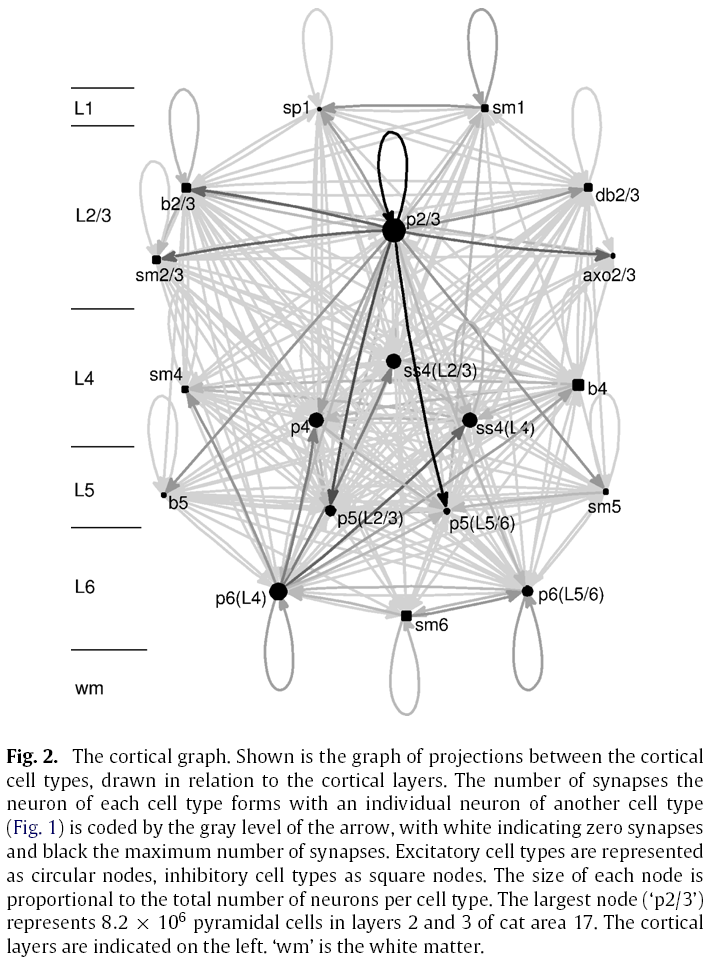 sp1
sm1
L1
b2/3
p2/3
db2/3
L2/3
sm2/3
axo2/3
ss4(L2/3)
sm4
L4
b4
p4
ss4(L4)
L5
b5
p5(L2/3)
p5(L5/6)
sm5
L6
p6(L4)
p6(L5/6)
sm6
wm
Fig. 2. The cortical graph. Shown is the graph of projections between the cortical
cell types, drawn in relation to the cortical layers. The number of synapses the
neuron of each cell type forms with an individual neuron of another cell type
(Fig. 1) is coded by the gray level of the arrow, with white indicating zero synapses
and black the maximum number of synapses. Excitatory cell types are represented
as circular nodes, inhibitory cell types as square nodes. The size of each node is
proportional to the total number of neurons per cell type. The largest node (‘p2/3’)
represents 8.2 × 10⁶ pyramidal cells in layers 2 and 3 of cat area 17. The cortical
layers are indicated on the left. ‘wm’ is the white matter.